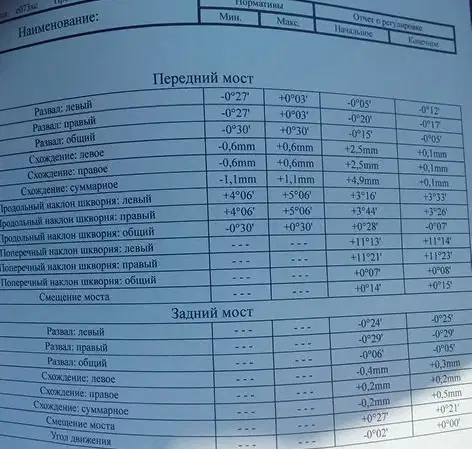 Нормативы
Отчет о регулировке
Наименование:
Мин. Макс. Начальное Конечное
Передний мост
Развал: левый -0°27' +0°03' -0°05' -0°12'
Развал: правый -0°27' +0°03' -0°20' -0°17'
Развал: общий -0°30' +0°30' -0°15' -0°05'
Схождение: левое -0,6mm +0,6mm +2,5mm +0,1mm
Схождение: правое -0,6mm +0,6mm +2,5mm +0,1mm
Схождение: суммарное -1,1mm +1,1mm +4,9mm +0,1mm
Продольный наклон шкворня: левый +4°06' +5°06' +3°16' +3°33'
Продольный наклон шкворня: правый +4°06' +5°06' +3°44' +3°26'
Продольный наклон шкворня: общий -0°30' +0°30' +0°28' -0°07'
Поперечный наклон шкворня: левый --- --- +11°13' +11°14'
Поперечный наклон шкворня: правый --- --- +11°21' +11°23'
Поперечный наклон шкворня: общий --- --- +0°07' +0°08'
Смещение моста --- --- +0°14' +0°15'
Задний мост
Развал: левый --- --- -0°24' -0°25'
Развал: правый --- --- -0°29' -0°29'
Развал: общий --- --- -0°06' -0°05'
Схождение: левое --- --- -0,4mm +0,3mm
Схождение: правое --- --- +0,2mm +0,2mm
Схождение: суммарное --- --- -0,2mm +0,5mm
Смещение моста --- --- +0°27' +0°21'
Угол движения --- --- -0°02' +0°00'